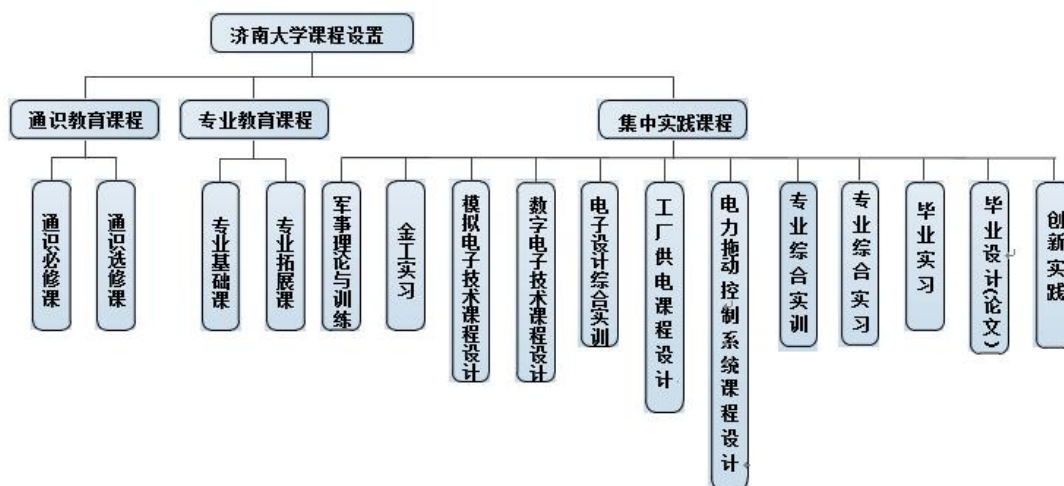 济南大学课程设置
通识教育课程
专业教育课程
集中实践课程
通识必修课
通识选修课
专业基础课
专业拓展课
军事理论与训练
金工实习
模拟电子技术课程设计
数字电子技术课程设计
电子设计综合实训
工厂供电课程设计
电力拖动控制系统课程设计
专业综合实训
专业综合实习
毕业实习
毕业设计(论文)
创新实践